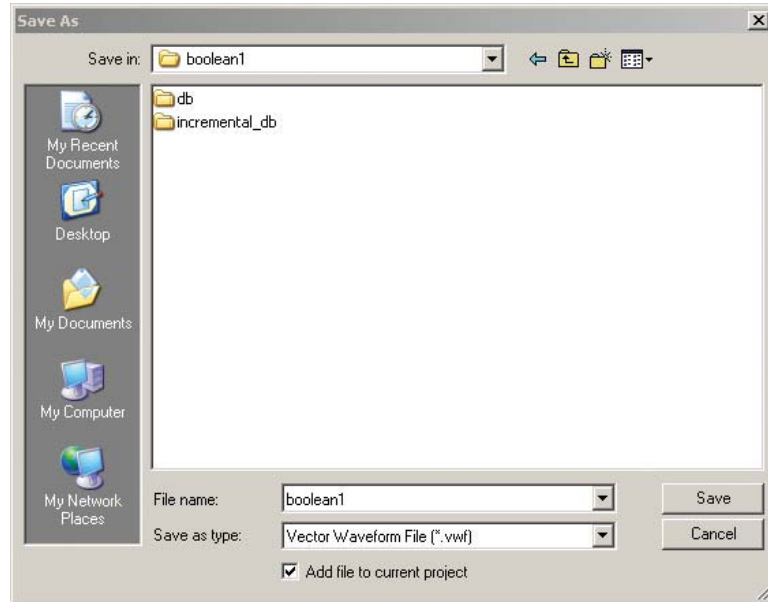 Save As
Save in:
boolean1
db
incremental_db
My Recent
Documents
Desktop
My Documents
My Computer
My Network
Places
File name:
boolean1
Save
Save as type:
Vector Waveform File (*.vwf)
Cancel
Add file to current project